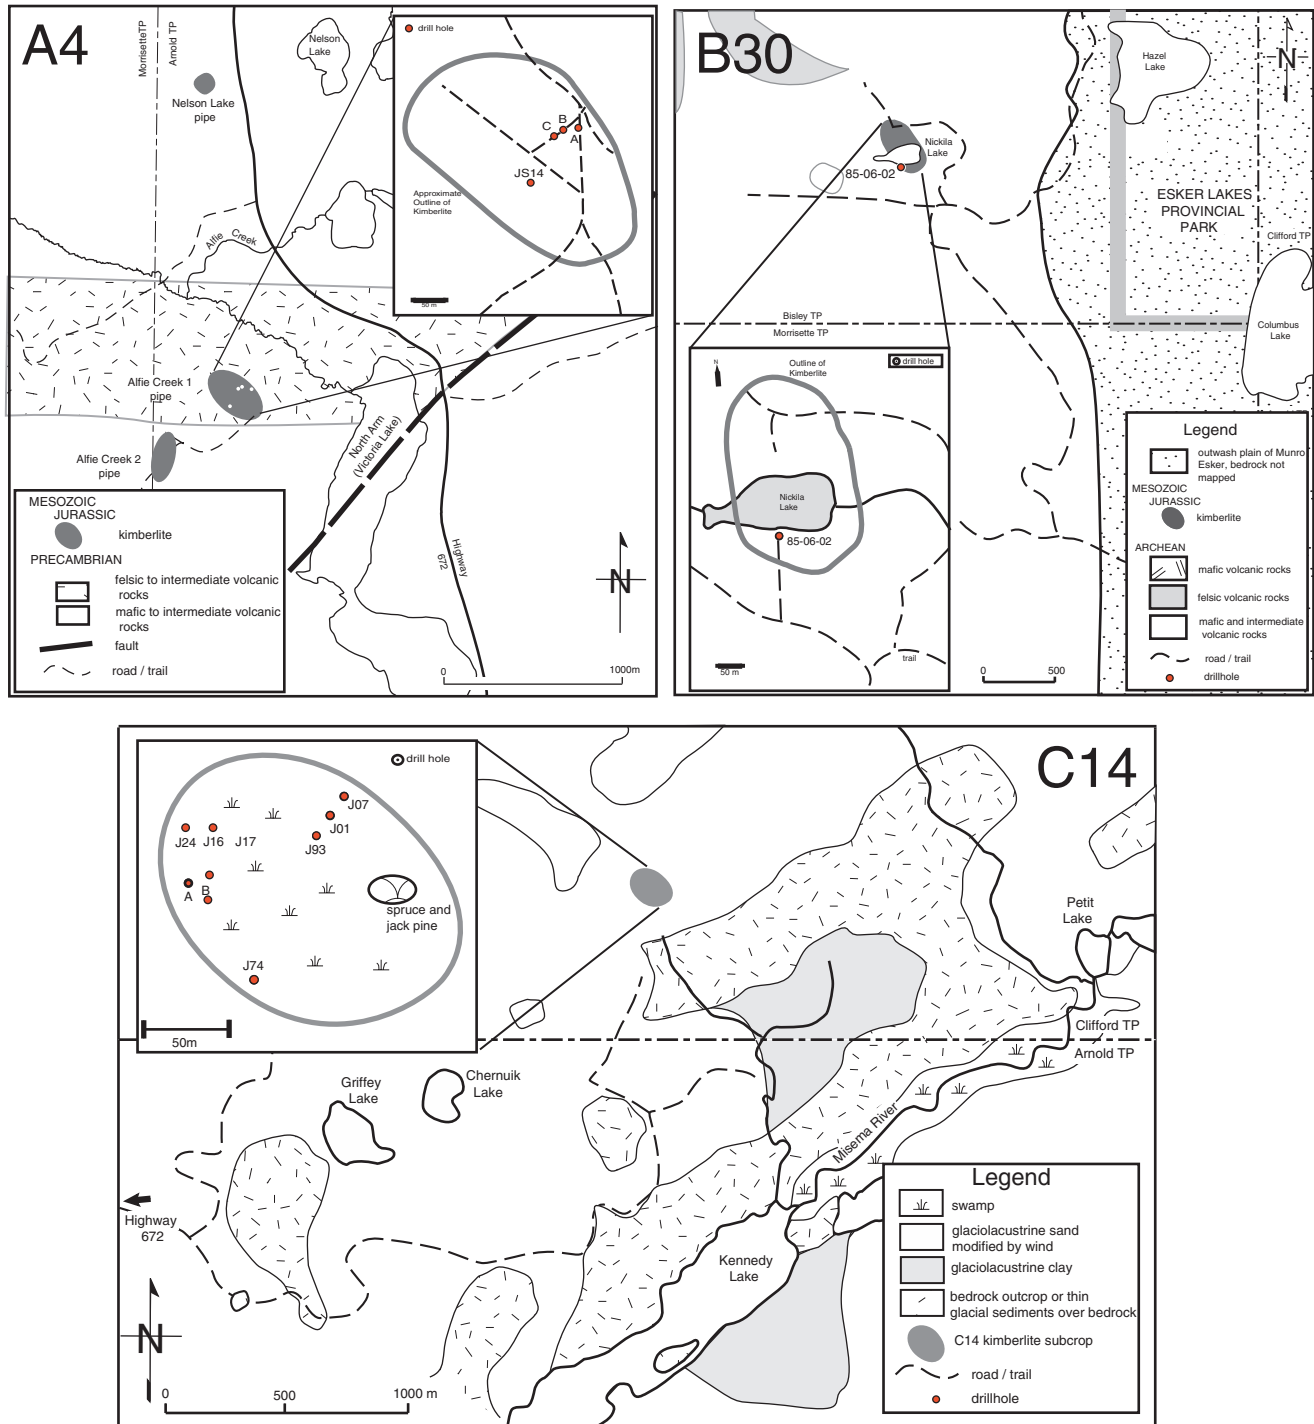 A4
MorrisetteTP
Arnold TP
Nelson
Lake
Nelson Lake
pipe
drill hole
C
B
A
JS14
Approximate
Outline of
Kimberlite
50 m
Alfie Creek
Alfie Creek 1
pipe
Alfie Creek 2
pipe
North Arm
(Victoria Lake)
Highway
672
MESOZOIC
JURASSIC
kimberlite
PRECAMBRIAN
felsic to intermediate volcanic
rocks
mafic to intermediate volcanic
rocks
fault
road / trail
N
0
1000m
B30
Hazel
Lake
N
Nickila
Lake
85-06-02
ESKER LAKES
PROVINCIAL
PARK
Clifford TP
Bisley TP
Morrisette TP
Columbus
Lake
N
Outline of
Kimberlite
drill hole
Nickila
Lake
85-06-02
trail
50 m
0
500
Legend
outwash plain of Munro
Esker, bedrock not
mapped
MESOZOIC
JURASSIC
kimberlite
ARCHEAN
mafic volcanic rocks
felsic volcanic rocks
mafic and intermediate
volcanic rocks
road / trail
drillhole
C14
drill hole
J07
J01
J93
J24
J16
J17
A
B
spruce and
jack pine
J74
50m
Petit
Lake
Clifford TP
Arnold TP
Griffey
Lake
Chernuik
Lake
Misema River
Highway
672
Kennedy
Lake
N
0
500
1000 m
Legend
swamp
glaciolacustrine sand
modified by wind
glaciolacustrine clay
bedrock outcrop or thin
glacial sediments over bedrock
C14 kimberlite subcrop
road / trail
drillhole